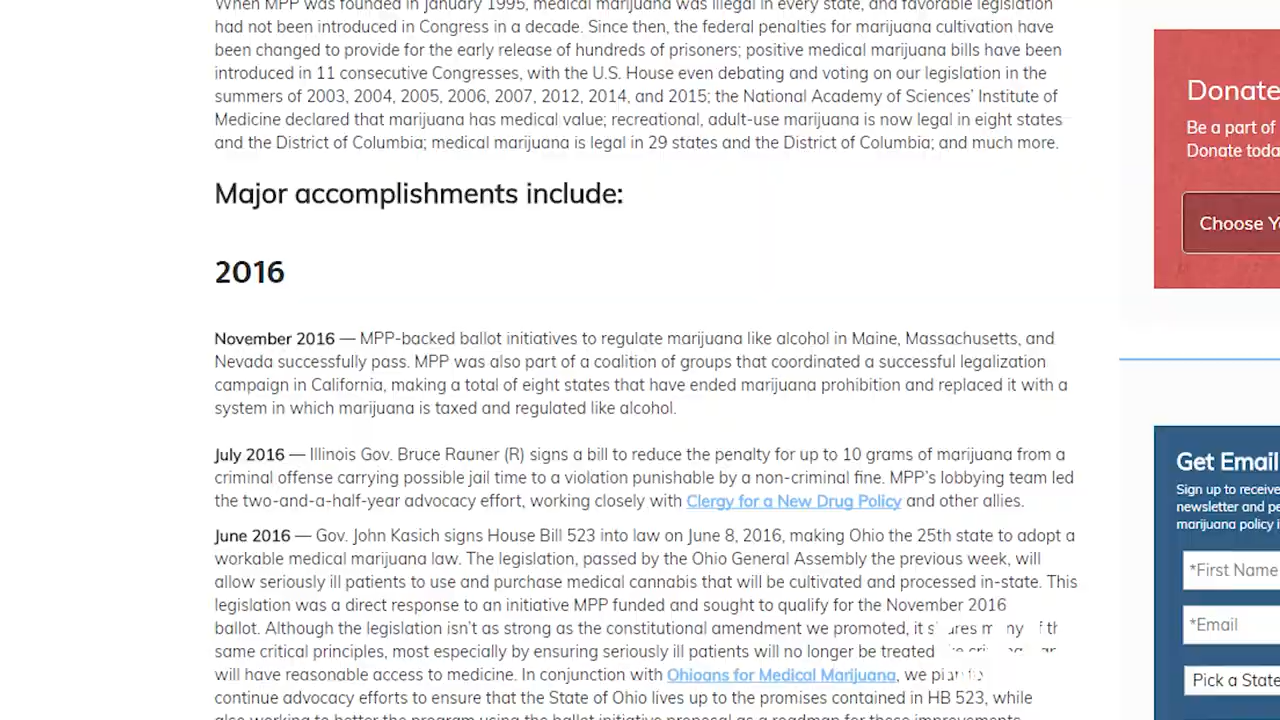 When MPP was founded in January 1995, medical marijuana was illegal in every state, and favorable legislation
had not been introduced in Congress in a decade. Since then, the federal penalties for marijuana cultivation have
been changed to provide for the early release of hundreds of prisoners; positive medical marijuana bills have been
introduced in 11 consecutive Congresses, with the U.S. House even debating and voting on our legislation in the
summers of 2003, 2004, 2005, 2006, 2007, 2012, 2014, and 2015; the National Academy of Sciences' Institute of
Medicine declared that marijuana has medical value; recreational, adult-use marijuana is now legal in eight states
and the District of Columbia; medical marijuana is legal in 29 states and the District of Columbia; and much more.
Major accomplishments include:
2016
November 2016 — MPP-backed ballot initiatives to regulate marijuana like alcohol in Maine, Massachusetts, and
Nevada successfully pass. MPP was also part of a coalition of groups that coordinated a successful legalization
campaign in California, making a total of eight states that have ended marijuana prohibition and replaced it with a
system in which marijuana is taxed and regulated like alcohol.
July 2016 — Illinois Gov. Bruce Rauner (R) signs a bill to reduce the penalty for up to 10 grams of marijuana from a
criminal offense carrying possible jail time to a violation punishable by a non-criminal fine. MPP's lobbying team led
the two-and-a-half-year advocacy effort, working closely with Clergy for a New Drug Policy and other allies.
June 2016 — Gov. John Kasich signs House Bill 523 into law on June 8, 2016, making Ohio the 25th state to adopt a
workable medical marijuana law. The legislation, passed by the Ohio General Assembly the previous week, will
allow seriously ill patients to use and purchase medical cannabis that will be cultivated and processed in-state. This
legislation was a direct response to an initiative MPP funded and sought to qualify for the November 2016
ballot. Although the legislation isn't as strong as the constitutional amendment we promoted, it
same critical principles, most especially by ensuring seriously ill patients will no longer be treated
will have reasonable access to medicine. In conjunction with Ohioans for Medical Marijuana, we plan to
continue advocacy efforts to ensure that the State of Ohio lives up to the promises contained in HB 523, while
also working to better the program using the ballot initiative proposal as a roadmap for those improvements.
Donate
Be a part of
Donate toda
Choose Y
Get Email
Sign up to receive
newsletter and pe
marijuana policy i
*First Name
*Email
Pick a State